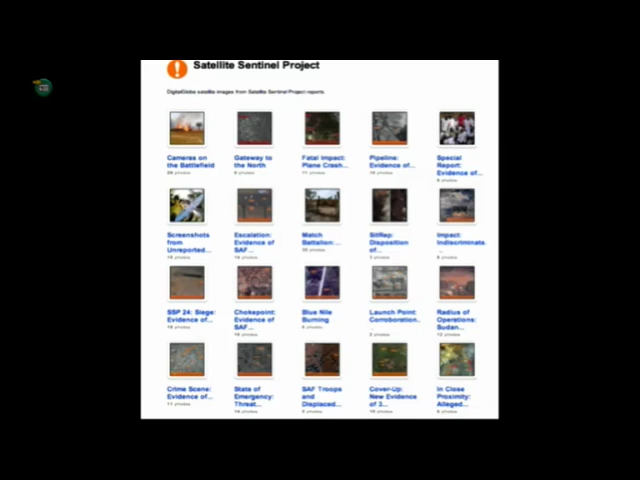 Satellite Sentinel Project
DigitalGlobe satellite images from Satellite Sentinel Project reports.
Cameras on
the Battlefield
Gateway to
the North
Fatal Impact:
Plane Crash...
Pipeline:
Evidence of...
Special
Report:
Evidence of...
Screenshots
from
Unreported...
Escalation:
Evidence of
SAF...
Match
Battalion: ...
SitRep:
Disposition
of...
Impact:
Indiscriminate
...
SSP 24: Siege:
Evidence of...
Chokepoint:
Evidence of
SAF...
Blue Nile
Burning
Launch Point:
Corroboration
...
Radius of
Operations:
Sudan...
Crime Scene:
Evidence of...
State of
Emergency:
Threat...
SAF Troops
and
Displaced...
Cover-Up:
New Evidence
of 3...
In Close
Proximity:
Alleged...